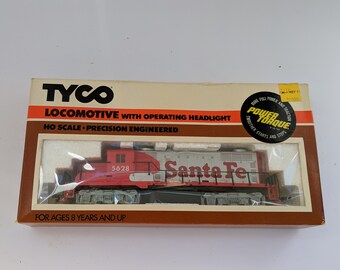 TYCO
LOCOMOTIVE WITH OPERATING HEADLIGHT
HO SCALE • PRECISION ENGINEERED
POWER
TORQUE
5628
Santa Fe
FOR AGES 8 YEARS AND UP